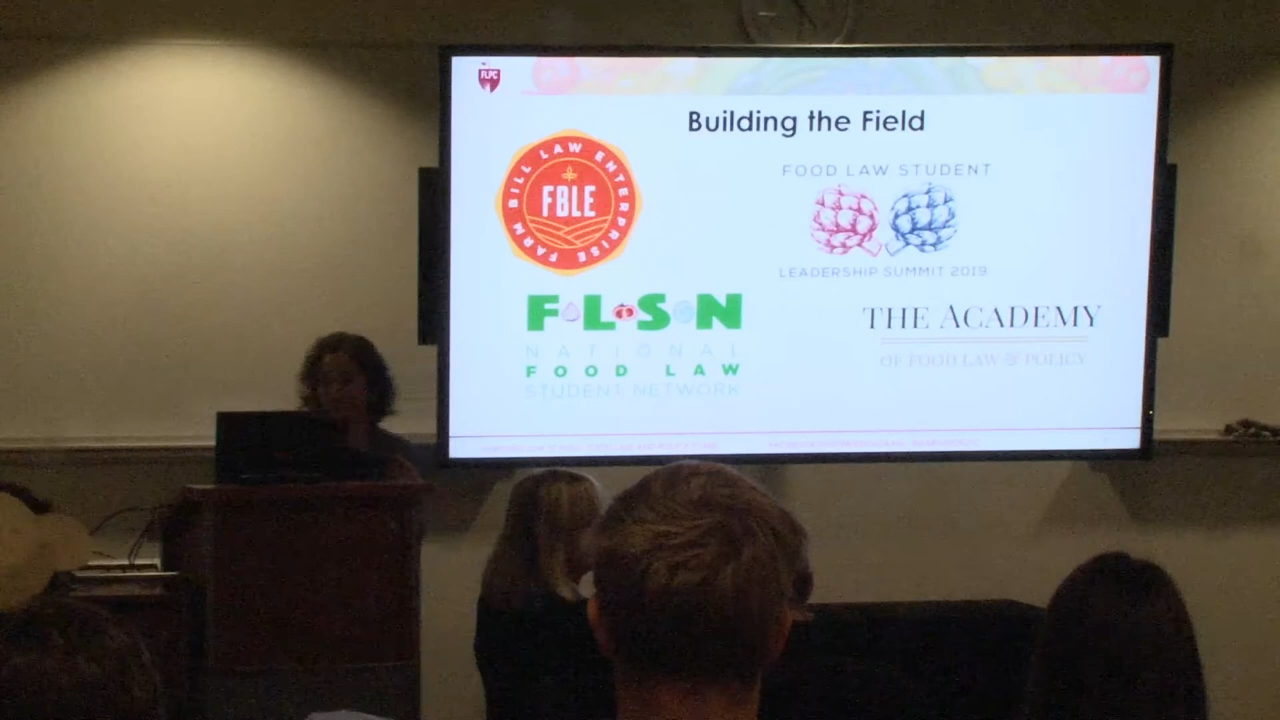 FLPC
Building the Field
FARM BILL LAW ENTERPRISE
FBLE
FOOD LAW STUDENT
LEADERSHIP SUMMIT 2019
FLSN
NATIONAL
FOOD LAW
STUDENT NETWORK
THE ACADEMY
OF FOOD LAW & POLICY